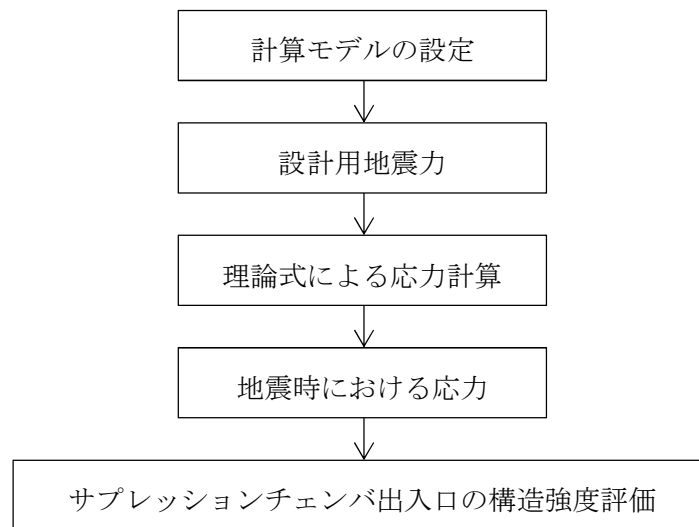 計算モデルの設定
設計用地震力
理論式による応力計算
地震時における応力
サプレッションチェンバ出入口の構造強度評価